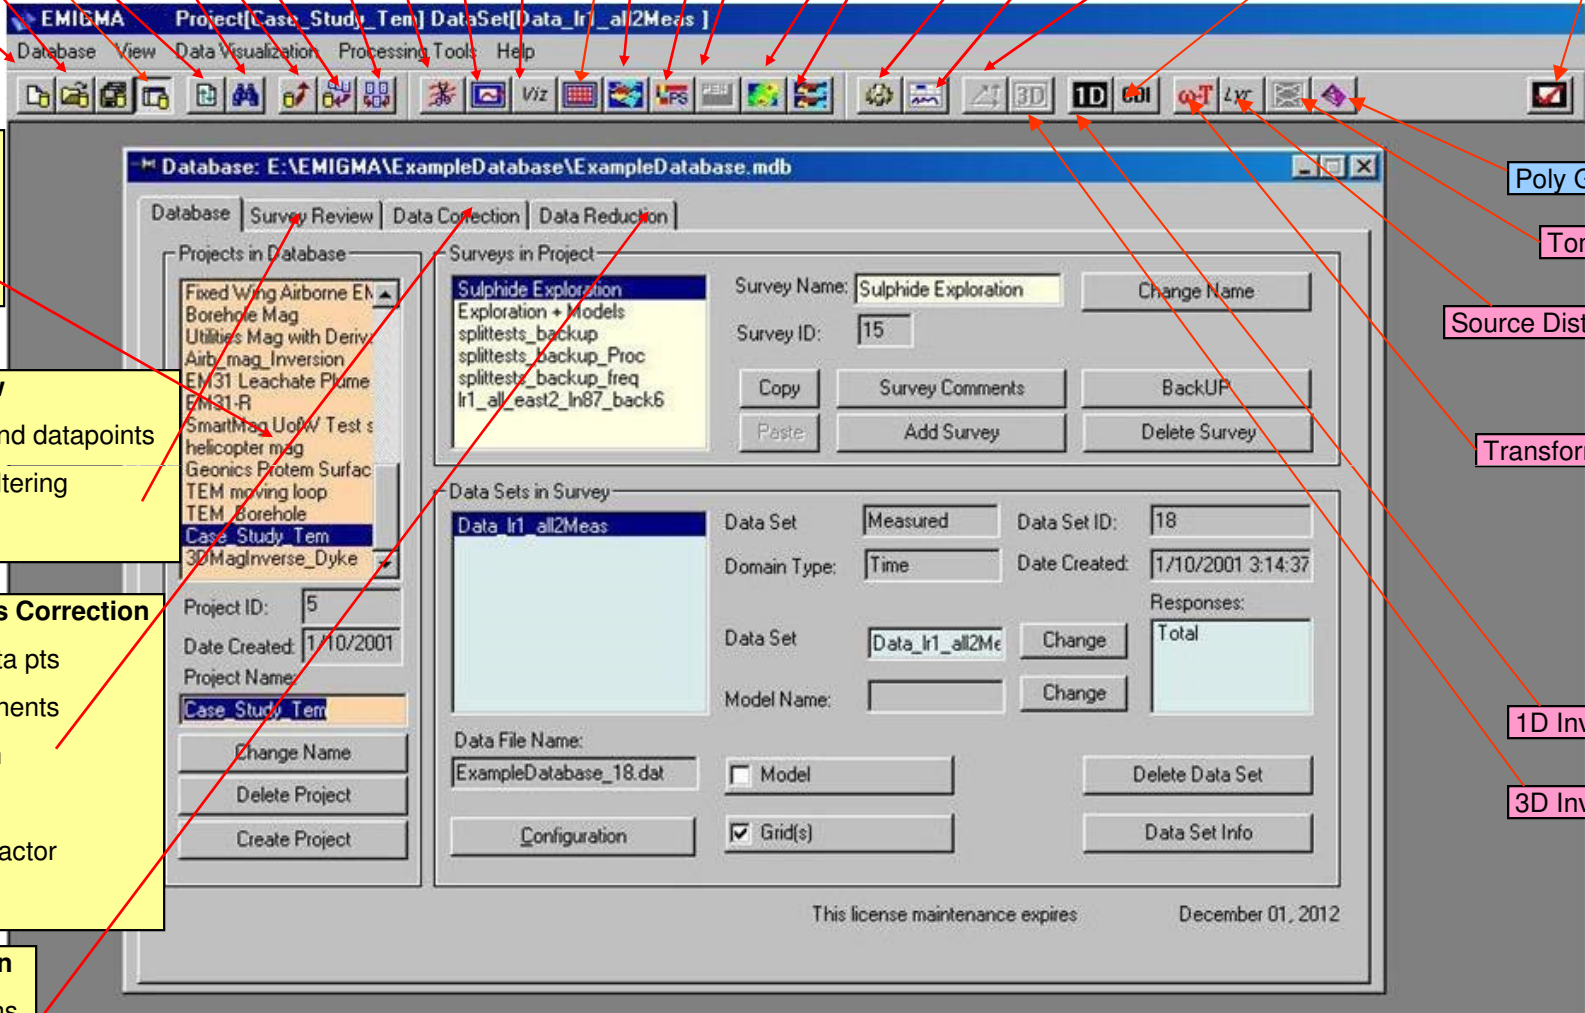 EMIGMA Project[Case_Study_Tem] DataSet[Data_lr1_all2Meas ]
Database View Data Visualization Processing Tools Help
Viz 3D 1D CDI ω-T Lyr
Database: E:\EMIGMA\ExampleDatabase\ExampleDatabase.mdb
Database Survey Review Data Correction Data Reduction
Projects in Database
Fixed Wing Airborne EM
Borehole Mag
Utilities Mag with Deriv
Airb_mag_Inversion
EM31 Leachate Plume
EM31-R
SmartMag UofW Test s
helicopter mag
Geonics Protem Surfac
TEM moving loop
TEM_Borehole
Case_Study_Tem
3DMagInverse_Dyke
Project ID: 5
Date Created: 1/10/2001
Project Name:
Case_Study_Tem
Change Name
Delete Project
Create Project
Surveys in Project
Sulphide Exploration
Exploration + Models
splittests_backup
splittests_backup_Proc
splittests_backup_freq
lr1_all_east2_ln87_back6
Survey Name: Sulphide Exploration
Change Name
Survey ID: 15
Copy Survey Comments BackUP
Paste Add Survey Delete Survey
Data Sets in Survey
Data_lr1_all2Meas
Data Set Measured Data Set ID: 18
Domain Type: Time Date Created: 1/10/2001 3:14:37
Responses:
Total
Data Set Data_lr1_all2Me Change
Model Name: Change
Data File Name:
ExampleDatabase_18.dat
Model
Delete Data Set
Configuration
Grid(s)
Data Set Info
This license maintenance expires December 01, 2012
nd datapoints
ltering
s Correction
ta pts
nents
actor
n
ns
Poly G
Tor
Source Dist
Transfor
1D Inv
3D Inv